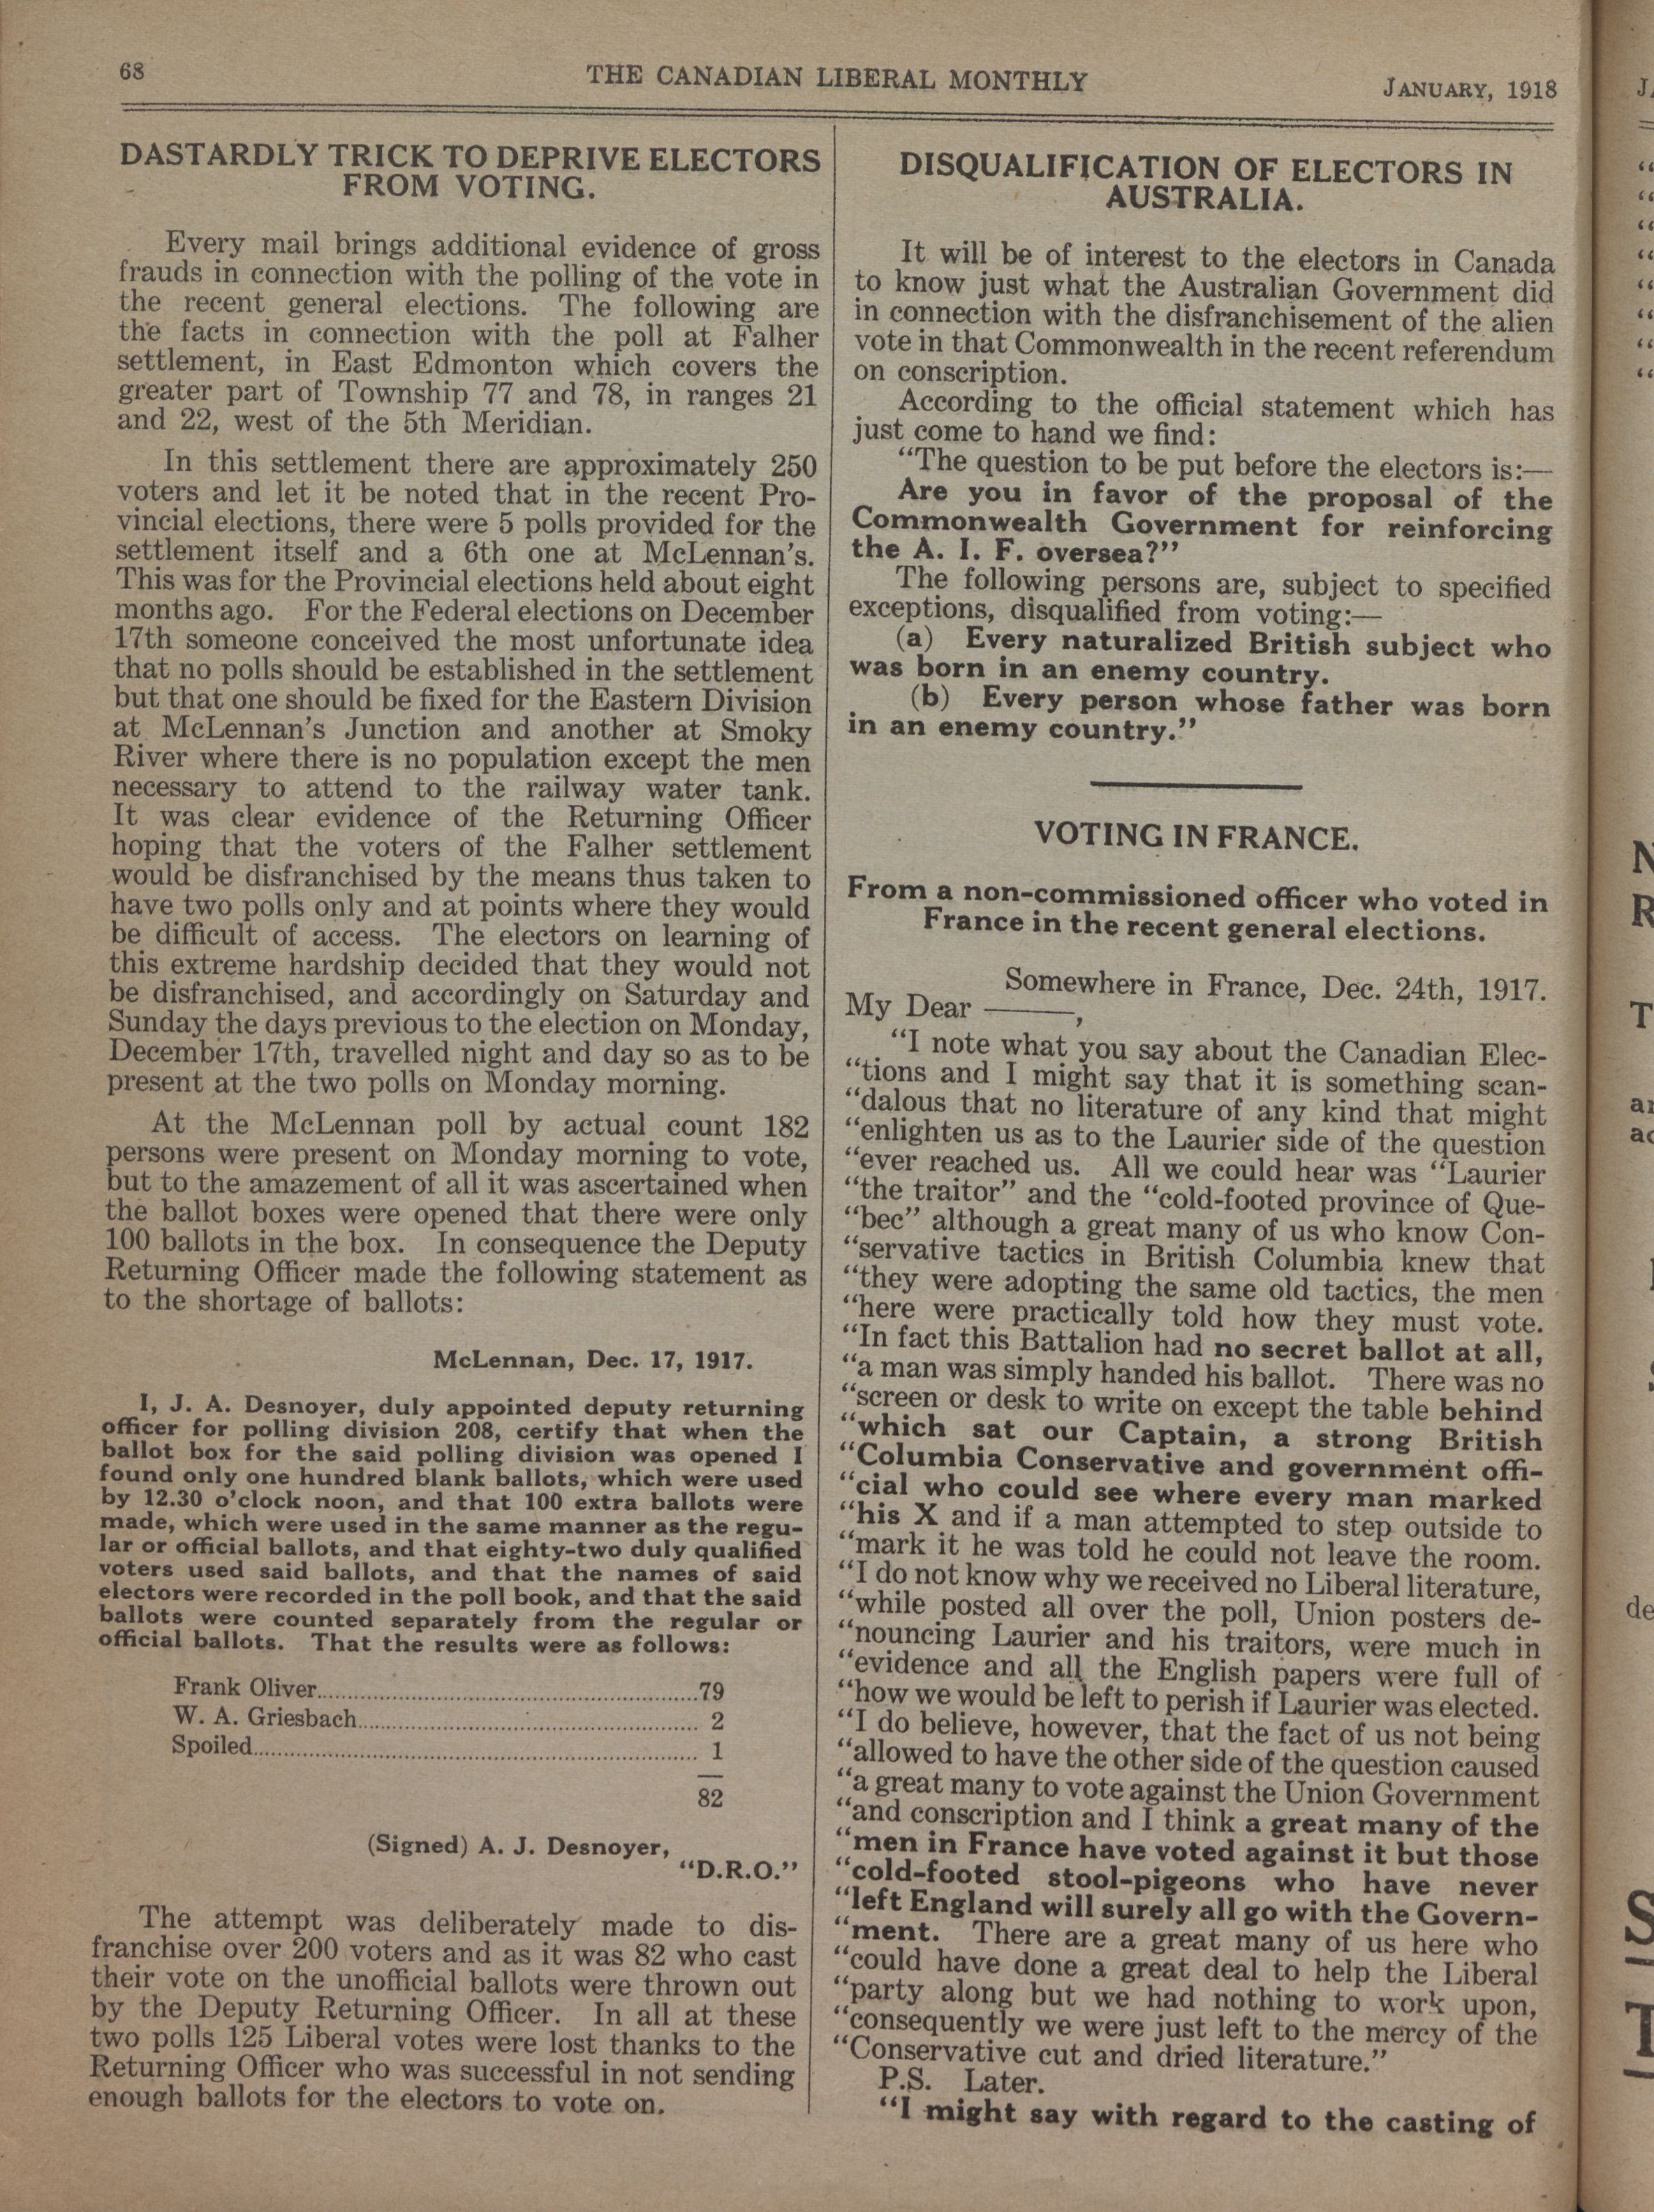 68
THE CANADIAN LIBERAL MONTHLY
JANUARY, 1918
DASTARDLY TRICK TO DEPRIVE ELECTORS
FROM VOTING.
Every mail brings additional evidence of gross
frauds in connection with the polling of the vote in
the recent general elections. The following are
the facts in connection with the poll at Falher
settlement, in East Edmonton which covers the
greater part of Township 77 and 78, in ranges 21
and 22, west of the 5th Meridian.
In this settlement there are approximately 250
voters and let it be noted that in the recent Pro-
vincial elections, there were 5 polls provided for the
settlement itself and a 6th one at McLennan's.
This was for the Provincial elections held about eight
months ago. For the Federal elections on December
17th someone conceived the most unfortunate idea
that no polls should be established in the settlement
but that one should be fixed for the Eastern Division
at McLennan's Junction and another at Smoky
River where there is no population except the men
necessary to attend to the railway water tank.
It was clear evidence of the Returning Officer
hoping that the voters of the Falher settlement
would be disfranchised by the means thus taken to
have two polls only and at points where they would
be difficult of access. The electors on learning of
this extreme hardship decided that they would not
be disfranchised, and accordingly on Saturday and
Sunday the days previous to the election on Monday,
December 17th, travelled night and day so as to be
present at the two polls on Monday morning.
At the McLennan poll by actual count 182
persons were present on Monday morning to vote,
but to the amazement of all it was ascertained when
the ballot boxes were opened that there were only
100 ballots in the box. In consequence the Deputy
Returning Officer made the following statement as
to the shortage of ballots:
McLennan, Dec. 17, 1917.
I, J. A. Desnoyer, duly appointed deputy returning
officer for polling division 208, certify that when the
ballot box for the said polling division was opened I
found only one hundred blank ballots, which were used
by 12.30 o'clock noon, and that 100 extra ballots were
made, which were used in the same manner as the regu-
lar or official ballots, and that eighty-two duly qualified
voters used said ballots, and that the names of said
electors were recorded in the poll book, and that the said
ballots were counted separately from the regular or
official ballots. That the results were as follows:
Frank Oliver........79
W. A. Griesbach........ 2
Spoiled........ 1
82
(Signed) A. J. Desnoyer,
"D.R.O."
The attempt was deliberately made to dis-
franchise over 200 voters and as it was 82 who cast
their vote on the unofficial ballots were thrown out
by the Deputy Returning Officer. In all at these
two polls 125 Liberal votes were lost thanks to the
Returning Officer who was successful in not sending
enough ballots for the electors to vote on.
DISQUALIFICATION OF ELECTORS IN
AUSTRALIA.
It will be of interest to the electors in Canada
to know just what the Australian Government did
in connection with the disfranchisement of the alien
vote in that Commonwealth in the recent referendum
on conscription.
According to the official statement which has
just come to hand we find:
"The question to be put before the electors is:—
Are you in favor of the proposal of the
Commonwealth Government for reinforcing
the A. I. F. oversea?"
The following persons are, subject to specified
exceptions, disqualified from voting:—
(a) Every naturalized British subject who
was born in an enemy country.
(b) Every person whose father was born
in an enemy country."
VOTING IN FRANCE.
From a non-commissioned officer who voted in
France in the recent general elections.
Somewhere in France, Dec. 24th, 1917.
My Dear ———,
"I note what you say about the Canadian Elec-
"tions and I might say that it is something scan-
"dalous that no literature of any kind that might
"enlighten us as to the Laurier side of the question
"ever reached us. All we could hear was "Laurier
"the traitor" and the "cold-footed province of Que-
"bec" although a great many of us who know Con-
"servative tactics in British Columbia knew that
"they were adopting the same old tactics, the men
"here were practically told how they must vote.
"In fact this Battalion had no secret ballot at all,
"a man was simply handed his ballot. There was no
"screen or desk to write on except the table behind
"which sat our Captain, a strong British
"Columbia Conservative and government offi-
"cial who could see where every man marked
"his X and if a man attempted to step outside to
"mark it he was told he could not leave the room.
"I do not know why we received no Liberal literature,
"while posted all over the poll, Union posters de-
"nouncing Laurier and his traitors, were much in
"evidence and all the English papers were full of
"how we would be left to perish if Laurier was elected.
"I do believe, however, that the fact of us not being
"allowed to have the other side of the question caused
"a great many to vote against the Union Government
"and conscription and I think a great many of the
"men in France have voted against it but those
"cold-footed stool-pigeons who have never
"left England will surely all go with the Govern-
"ment. There are a great many of us here who
"could have done a great deal to help the Liberal
"party along but we had nothing to work upon,
"consequently we were just left to the mercy of the
"Conservative cut and dried literature."
P.S. Later.
"I might say with regard to the casting of